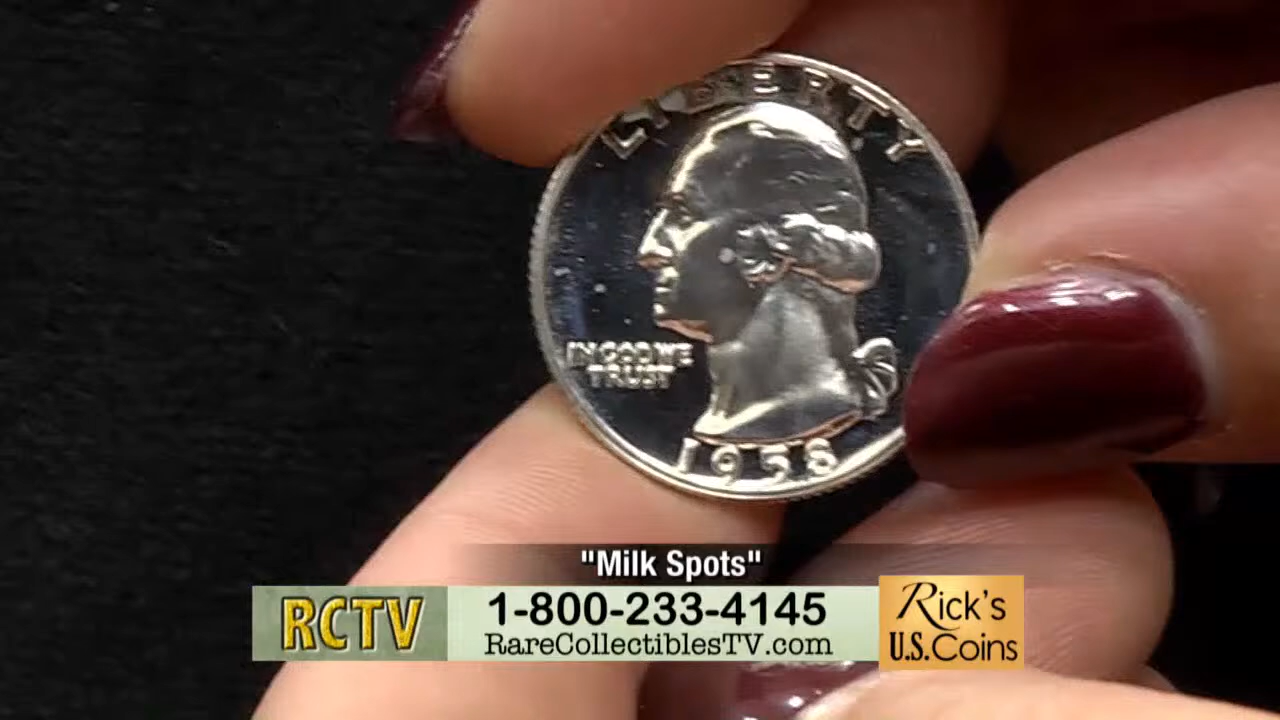 LIBERTY
IN GOD WE
TRUST
1958
"Milk Spots"
RCTV
1-800-233-4145
RareCollectiblesTV.com
Rick's
U.S. Coins